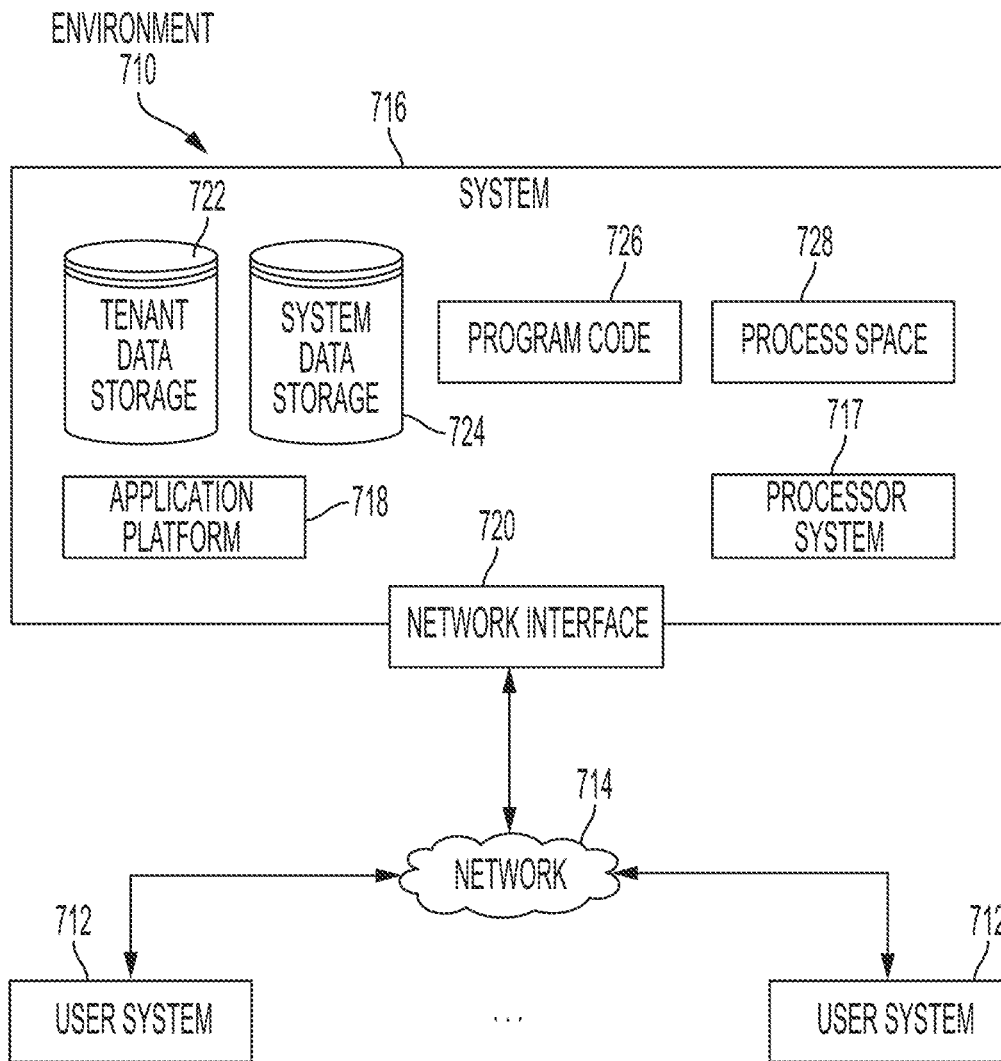 ENVIRONMENT
710
716
SYSTEM
722
726
728
TENANT
DATA
STORAGE
SYSTEM
DATA
STORAGE
PROGRAM CODE
PROCESS SPACE
724
717
APPLICATION
PLATFORM
718
PROCESSOR
SYSTEM
720
NETWORK INTERFACE
714
NETWORK
712
712
USER SYSTEM
...
USER SYSTEM